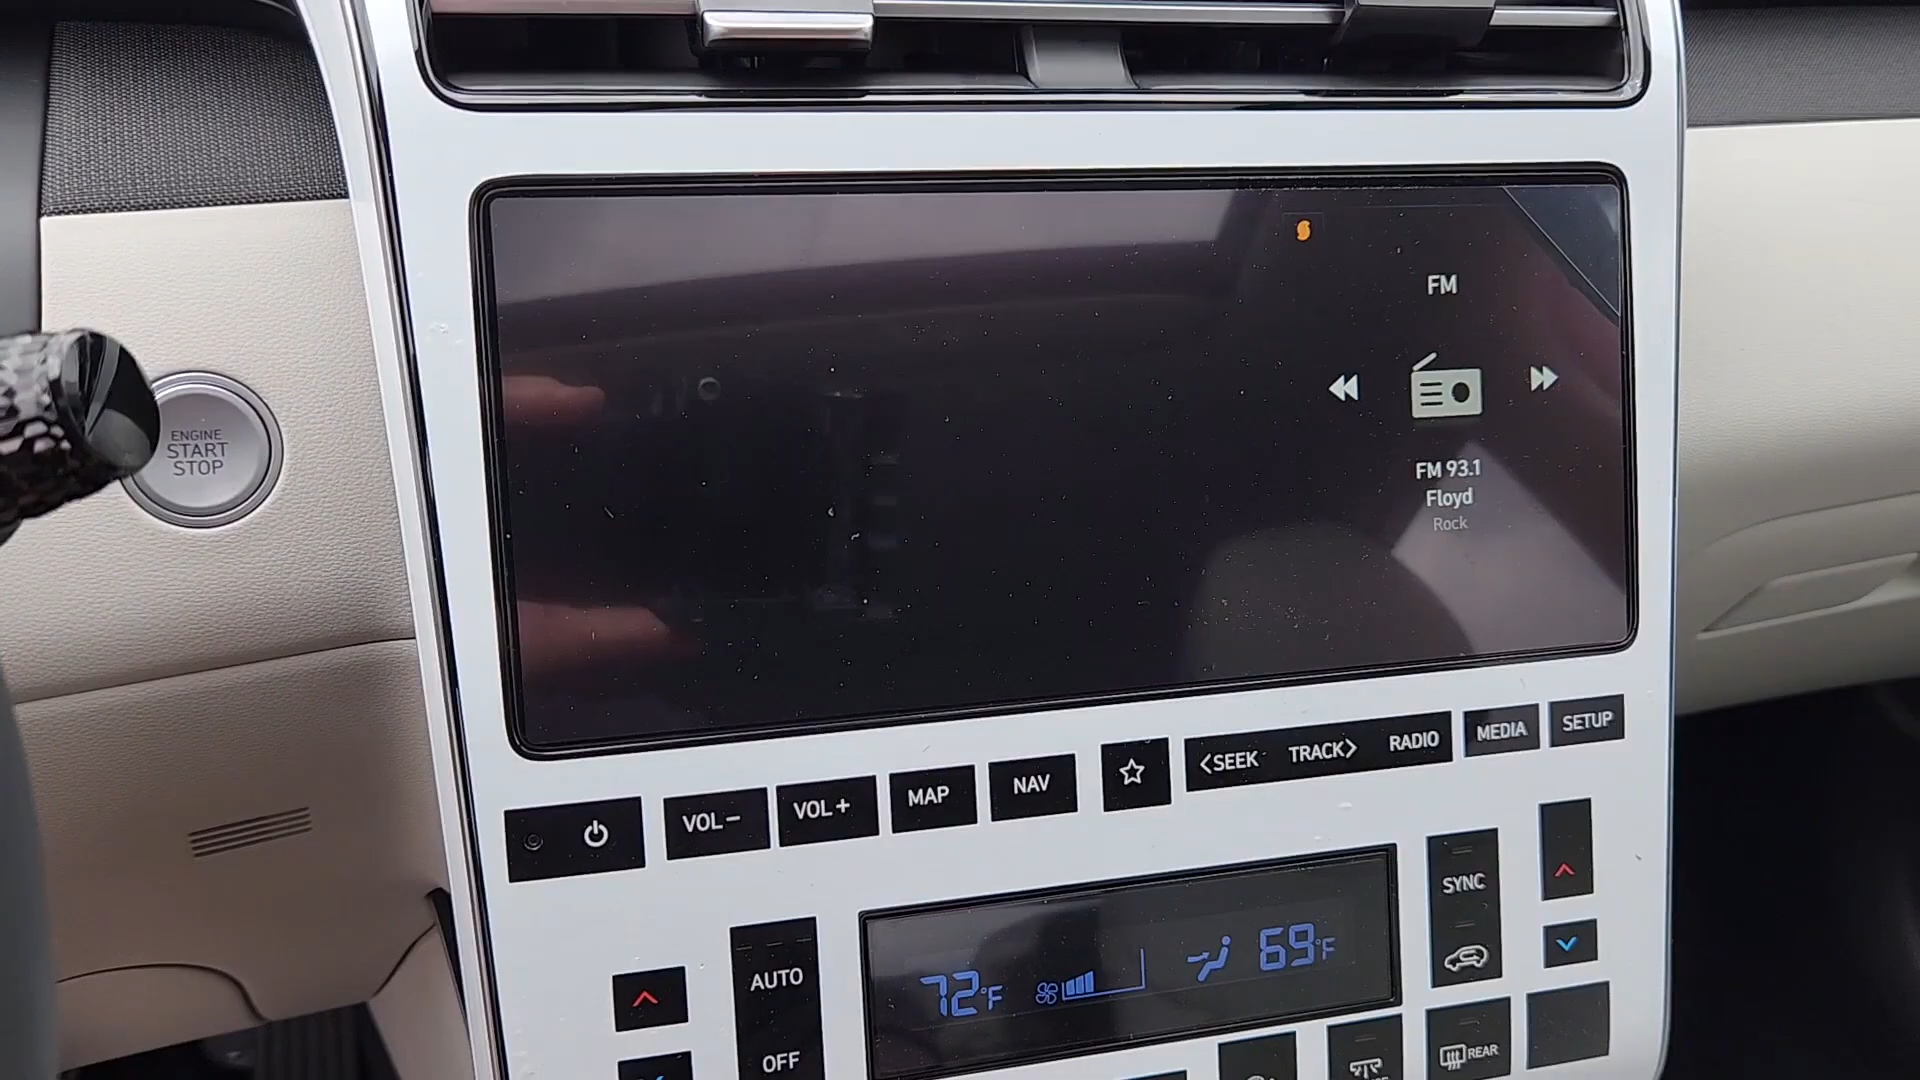 FM
FM 93.1
Floyd
Rock
ENGINE
START
STOP
VOL−
VOL+
MAP
NAV
<SEEK
TRACK>
RADIO
MEDIA
SETUP
AUTO
OFF
72°F
69°F
SYNC
REAR